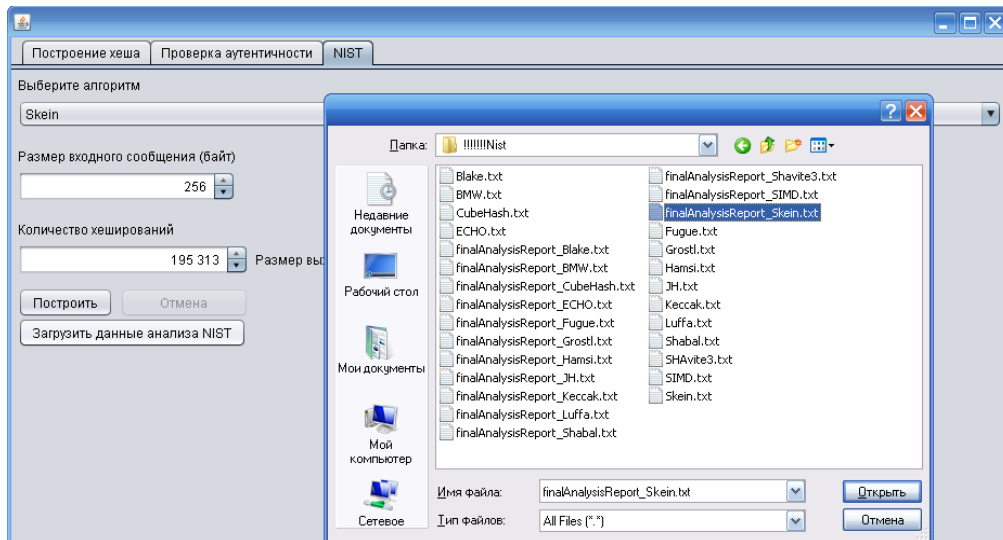 Построение хеша Проверка аутентичности NIST
Выберите алгоритм
Skein
Размер входного сообщения (байт)
256
Количество хеширований
195 313 Размер вы
Построить Отмена
Загрузить данные анализа NIST
Папка: !!!!!!!Nist
Недавние документы
Рабочий стол
Мои документы
Мой компьютер
Сетевое
Blake.txt
BMW.txt
CubeHash.txt
ECHO.txt
finalAnalysisReport_Blake.txt
finalAnalysisReport_BMW.txt
finalAnalysisReport_CubeHash.txt
finalAnalysisReport_ECHO.txt
finalAnalysisReport_Fugue.txt
finalAnalysisReport_Grostl.txt
finalAnalysisReport_Hamsi.txt
finalAnalysisReport_JH.txt
finalAnalysisReport_Keccak.txt
finalAnalysisReport_Luffa.txt
finalAnalysisReport_Shabal.txt
finalAnalysisReport_Shavite3.txt
finalAnalysisReport_SIMD.txt
finalAnalysisReport_Skein.txt
Fugue.txt
Grostl.txt
Hamsi.txt
JH.txt
Keccak.txt
Luffa.txt
Shabal.txt
SHAvite3.txt
SIMD.txt
Skein.txt
Имя файла: finalAnalysisReport_Skein.txt Открыть
Тип файлов: All Files (*.*) Отмена